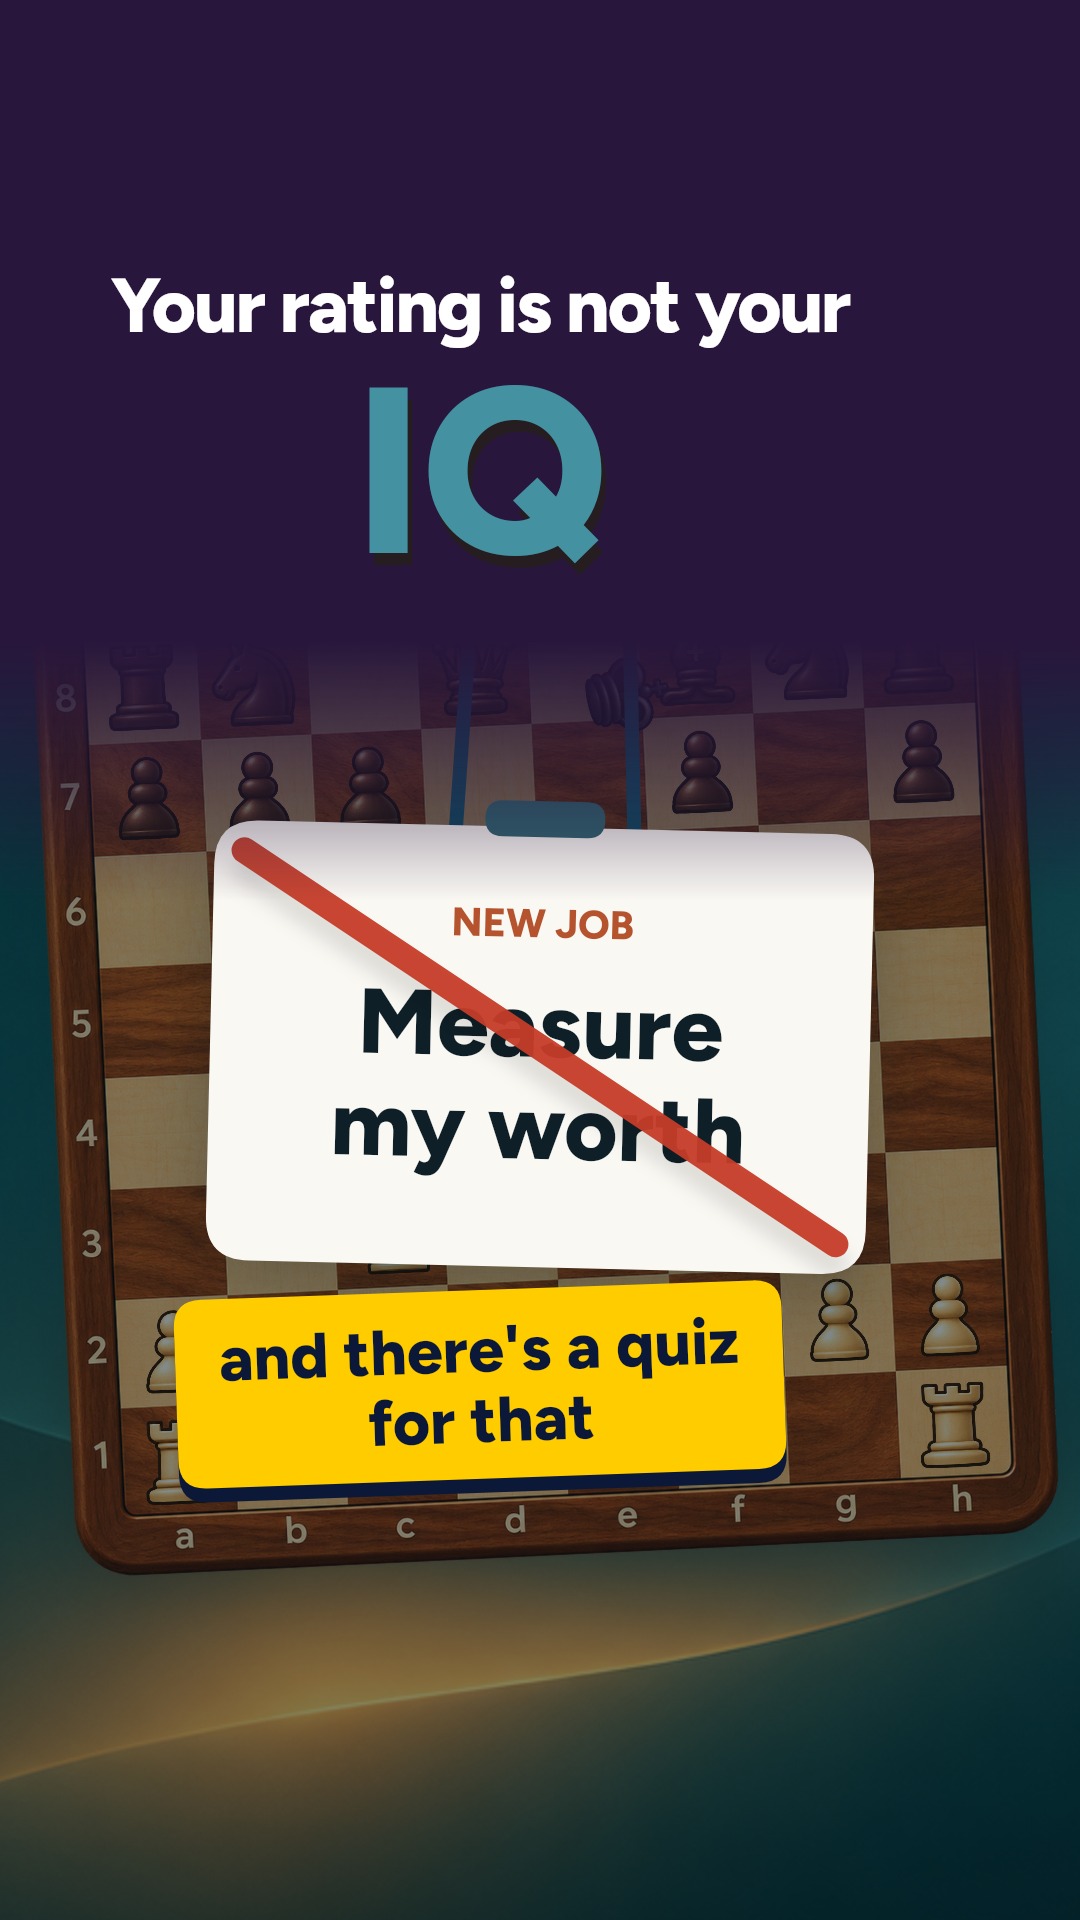 Your rating is not your
IQ
8
7
6
5
4
3
2
1
NEW JOB
Measure
my worth
and there's a quiz
for that
a b c d e f g h